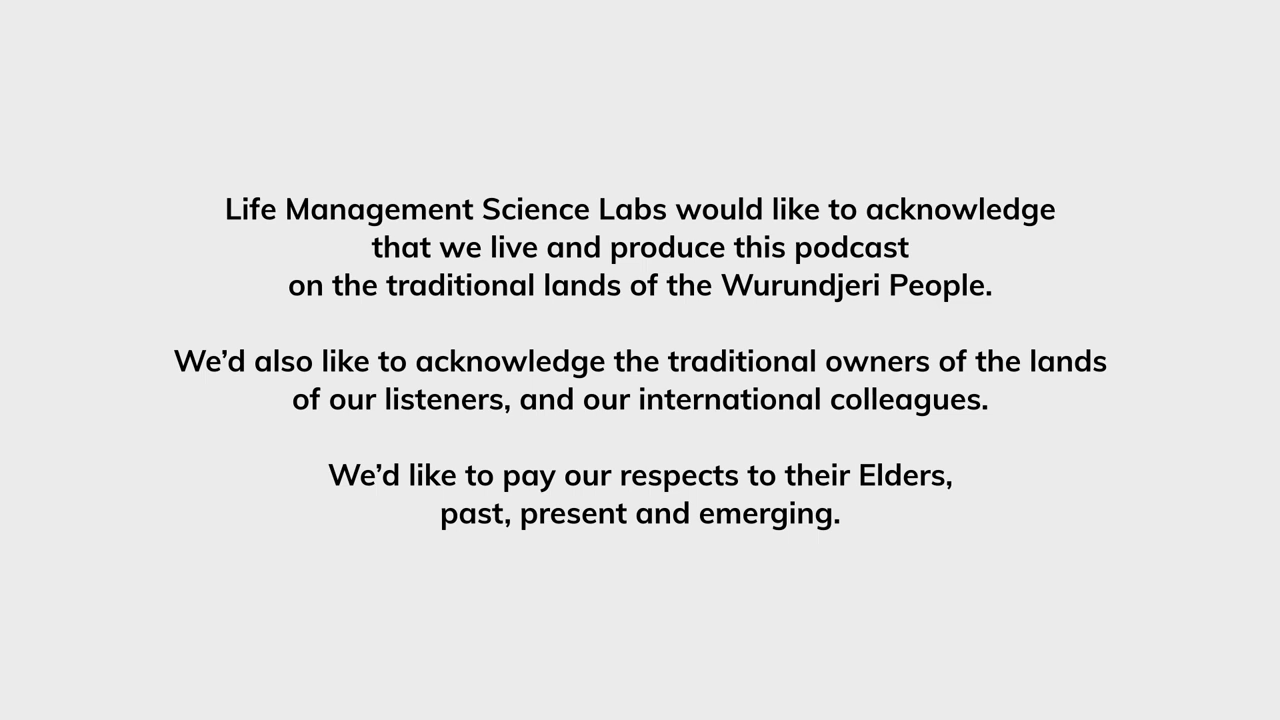 Life Management Science Labs would like to acknowledge
that we live and produce this podcast
on the traditional lands of the Wurundjeri People.
We’d also like to acknowledge the traditional owners of the lands
of our listeners, and our international colleagues.
We’d like to pay our respects to their Elders,
past, present and emerging.